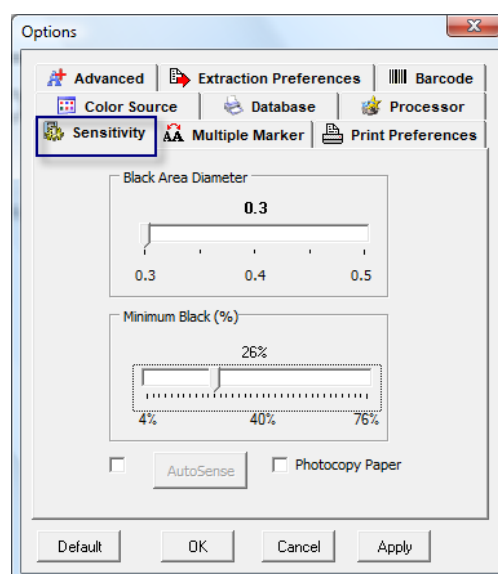 Options
Advanced Extraction Preferences Barcode
Color Source Database Processor
Sensitivity Multiple Marker Print Preferences
Black Area Diameter
0.3
0.3 0.4 0.5
Minimum Black (%)
26%
4% 40% 76%
AutoSense Photocopy Paper
Default OK Cancel Apply